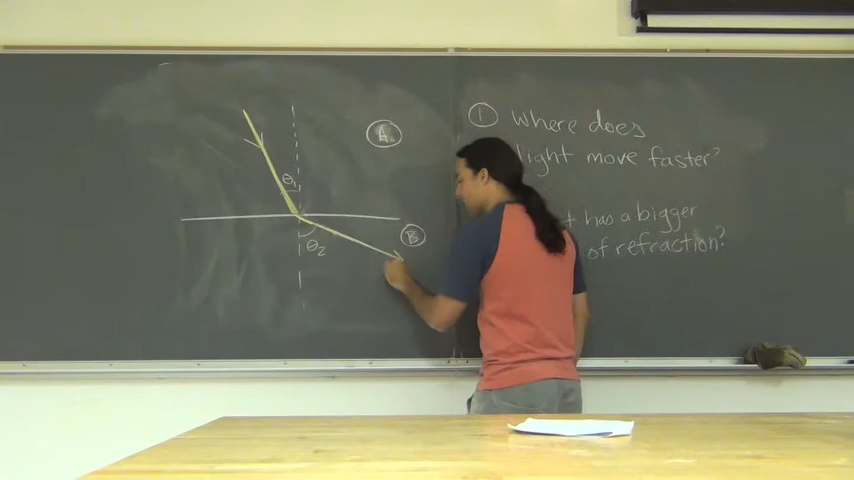 A
θ1
B
θ2
1 Where does
light move faster?
t has a bigger
of refraction?